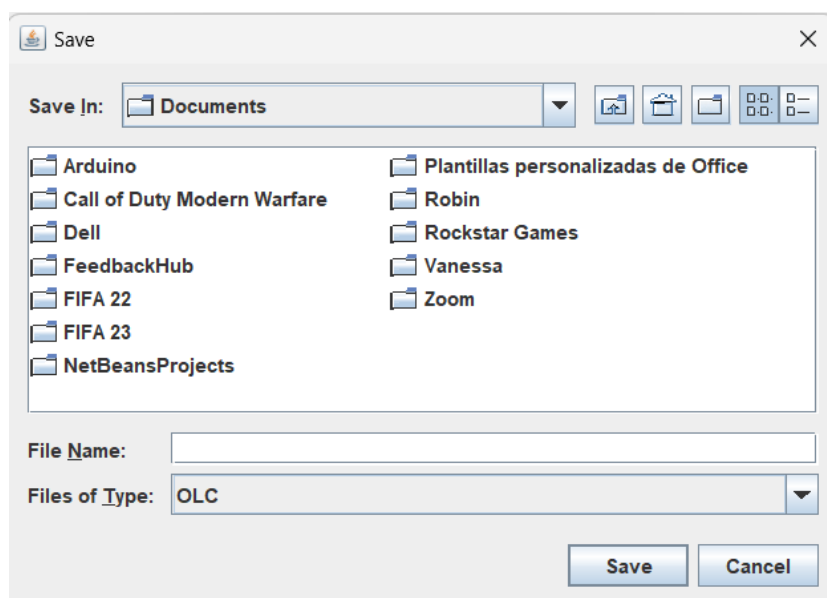 Save
Save In: Documents
Arduino
Call of Duty Modern Warfare
Dell
FeedbackHub
FIFA 22
FIFA 23
NetBeansProjects
Plantillas personalizadas de Office
Robin
Rockstar Games
Vanessa
Zoom
File Name:
Files of Type: OLC
Save Cancel